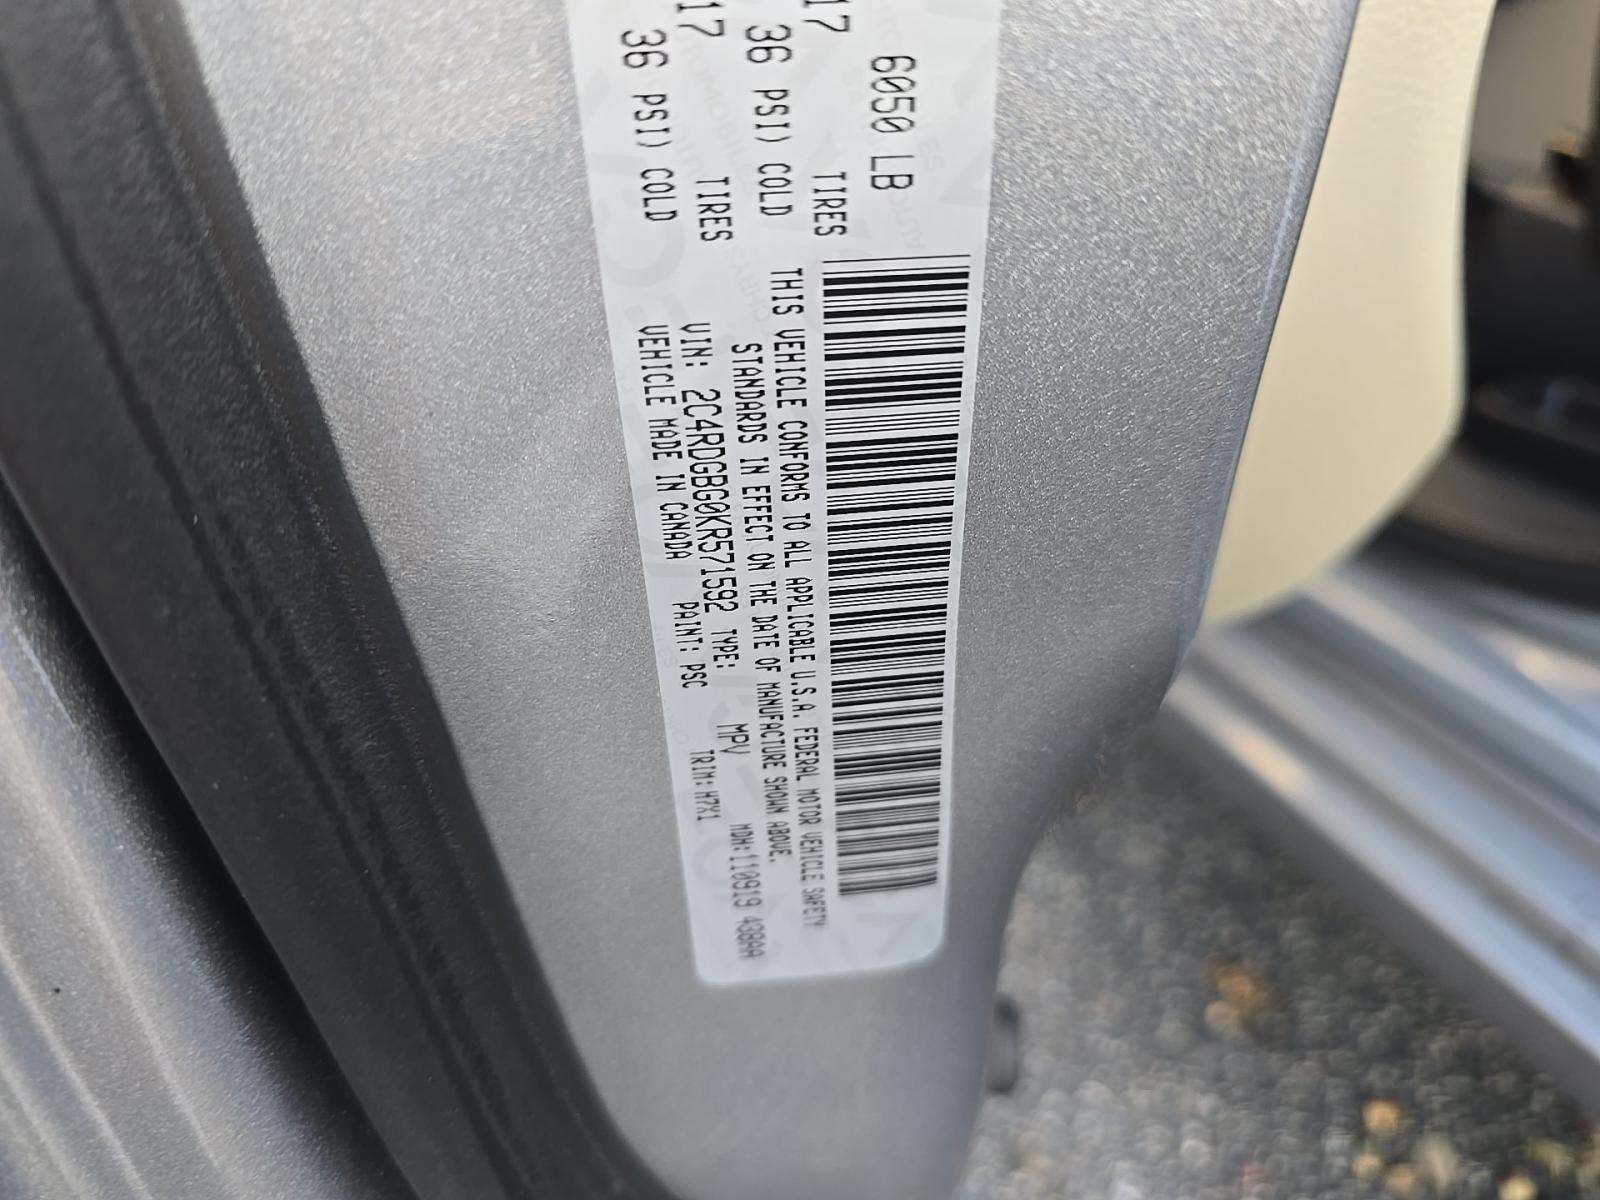 6050 LB
17 TIRES
36 PSI) COLD
17 TIRES
36 PSI) COLD
THIS VEHICLE CONFORMS TO ALL APPLICABLE U.S.A. FEDERAL MOTOR VEHICLE SAFETY
STANDARDS IN EFFECT ON THE DATE OF MANUFACTURE SHOWN ABOVE.
VIN: 2C4RDGBG0KR571592 TYPE: MPV MDH:110919 438AA
VEHICLE MADE IN CANADA PAINT: PSC TRIM:H7X1